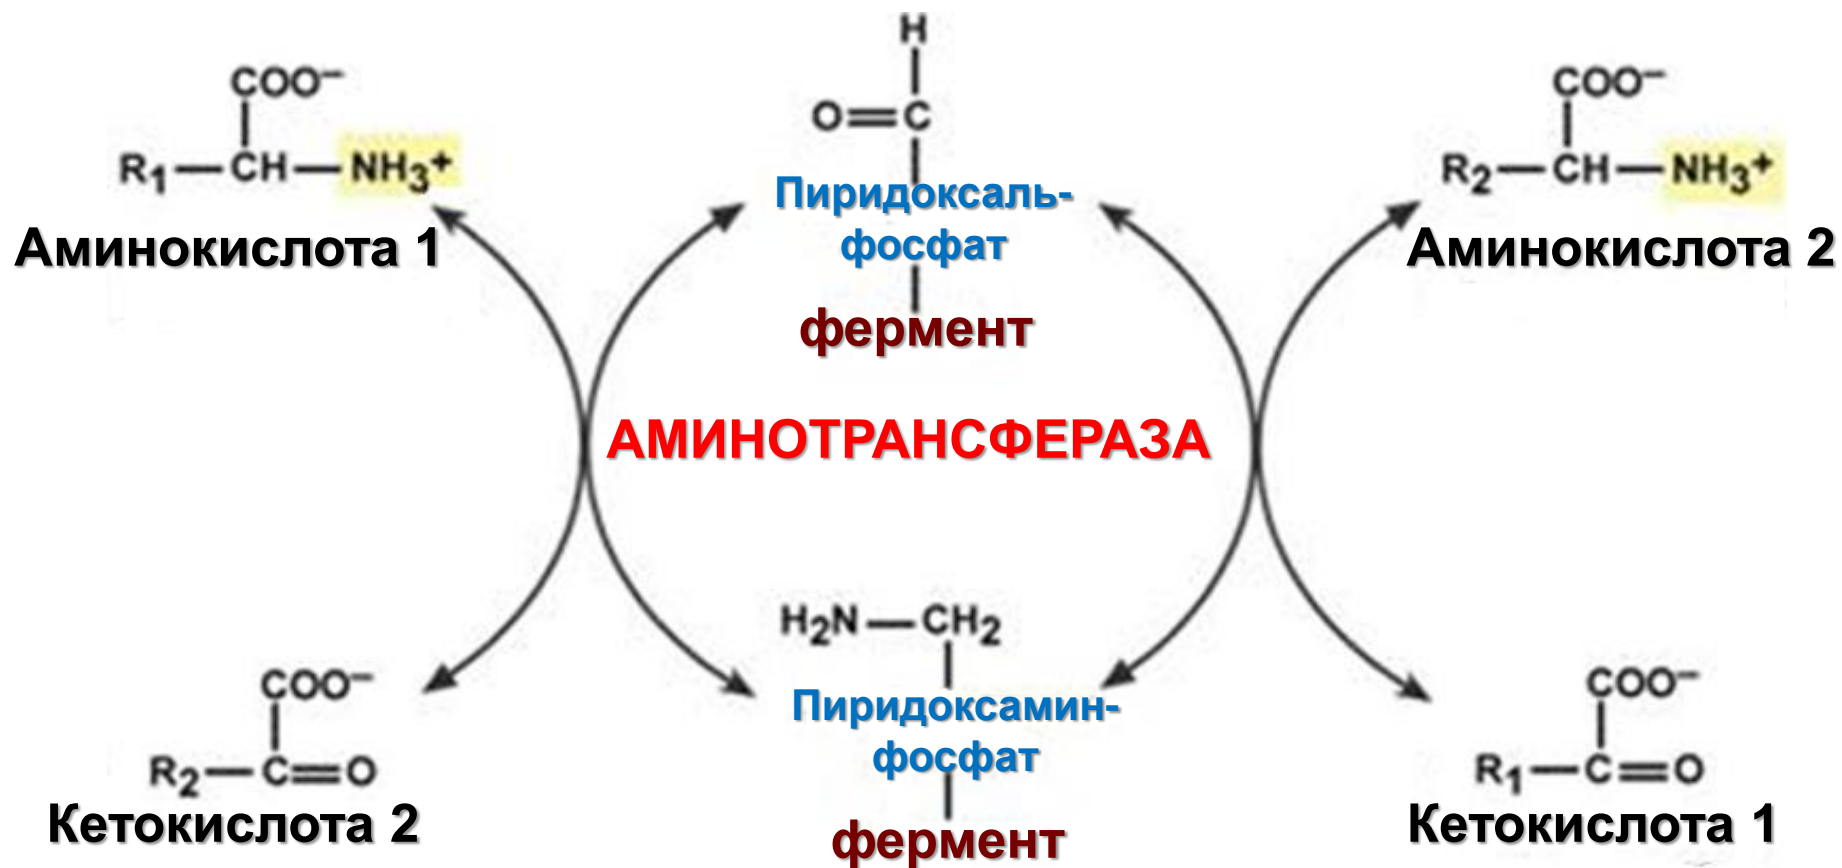 COO⁻
R₁—CH—NH₃⁺
Аминокислота 1
H
O=C
Пиридоксаль-
фосфат
фермент
COO⁻
R₂—CH—NH₃⁺
Аминокислота 2
АМИНОТРАНСФЕРАЗА
COO⁻
R₂—C=O
Кетокислота 2
H₂N—CH₂
Пиридоксамин-
фосфат
фермент
COO⁻
R₁—C=O
Кетокислота 1